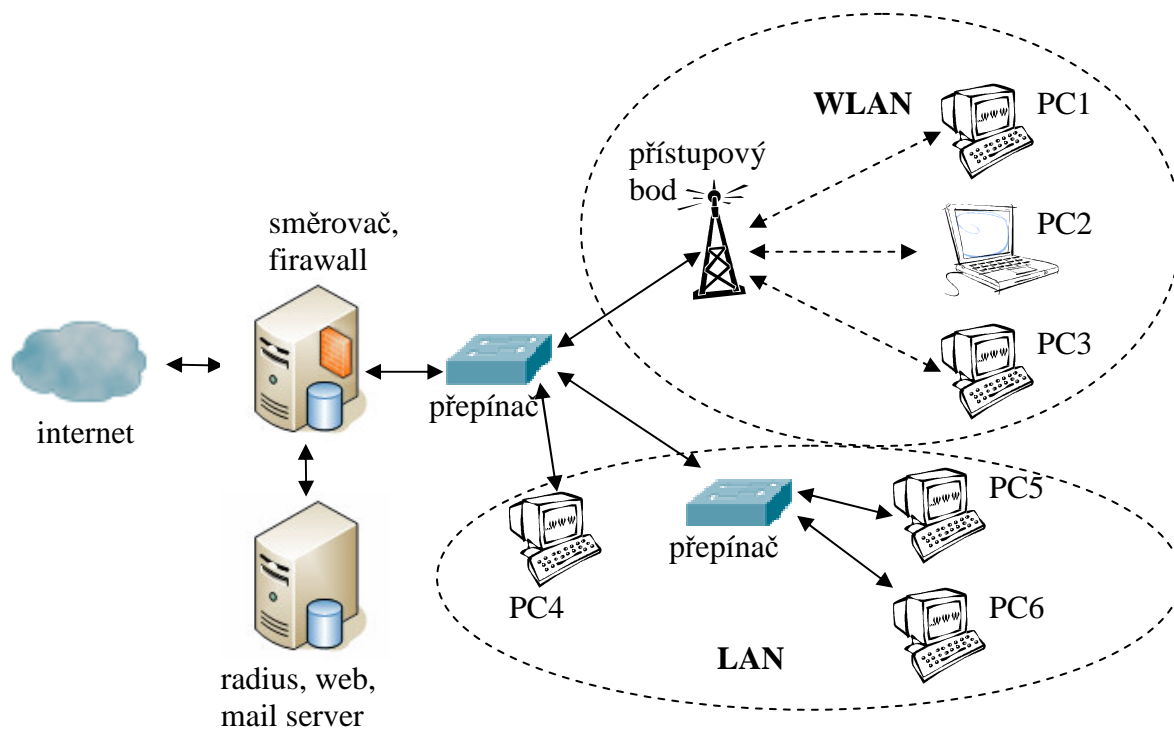 WLAN
PC1
přístupový
bod
PC2
směrovač,
firawall
PC3
internet
přepínač
PC4
přepínač
PC5
PC6
LAN
radius, web,
mail server